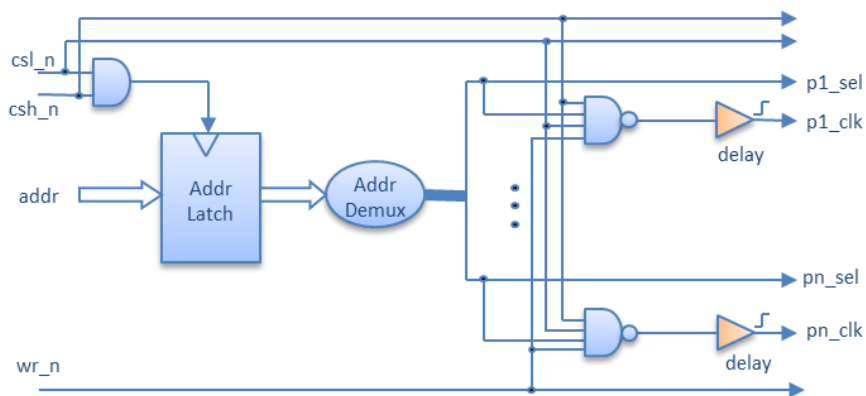 csl_n
csh_n
p1_sel
p1_clk
delay
addr
Addr
Latch
Addr
Demux
pn_sel
pn_clk
delay
wr_n